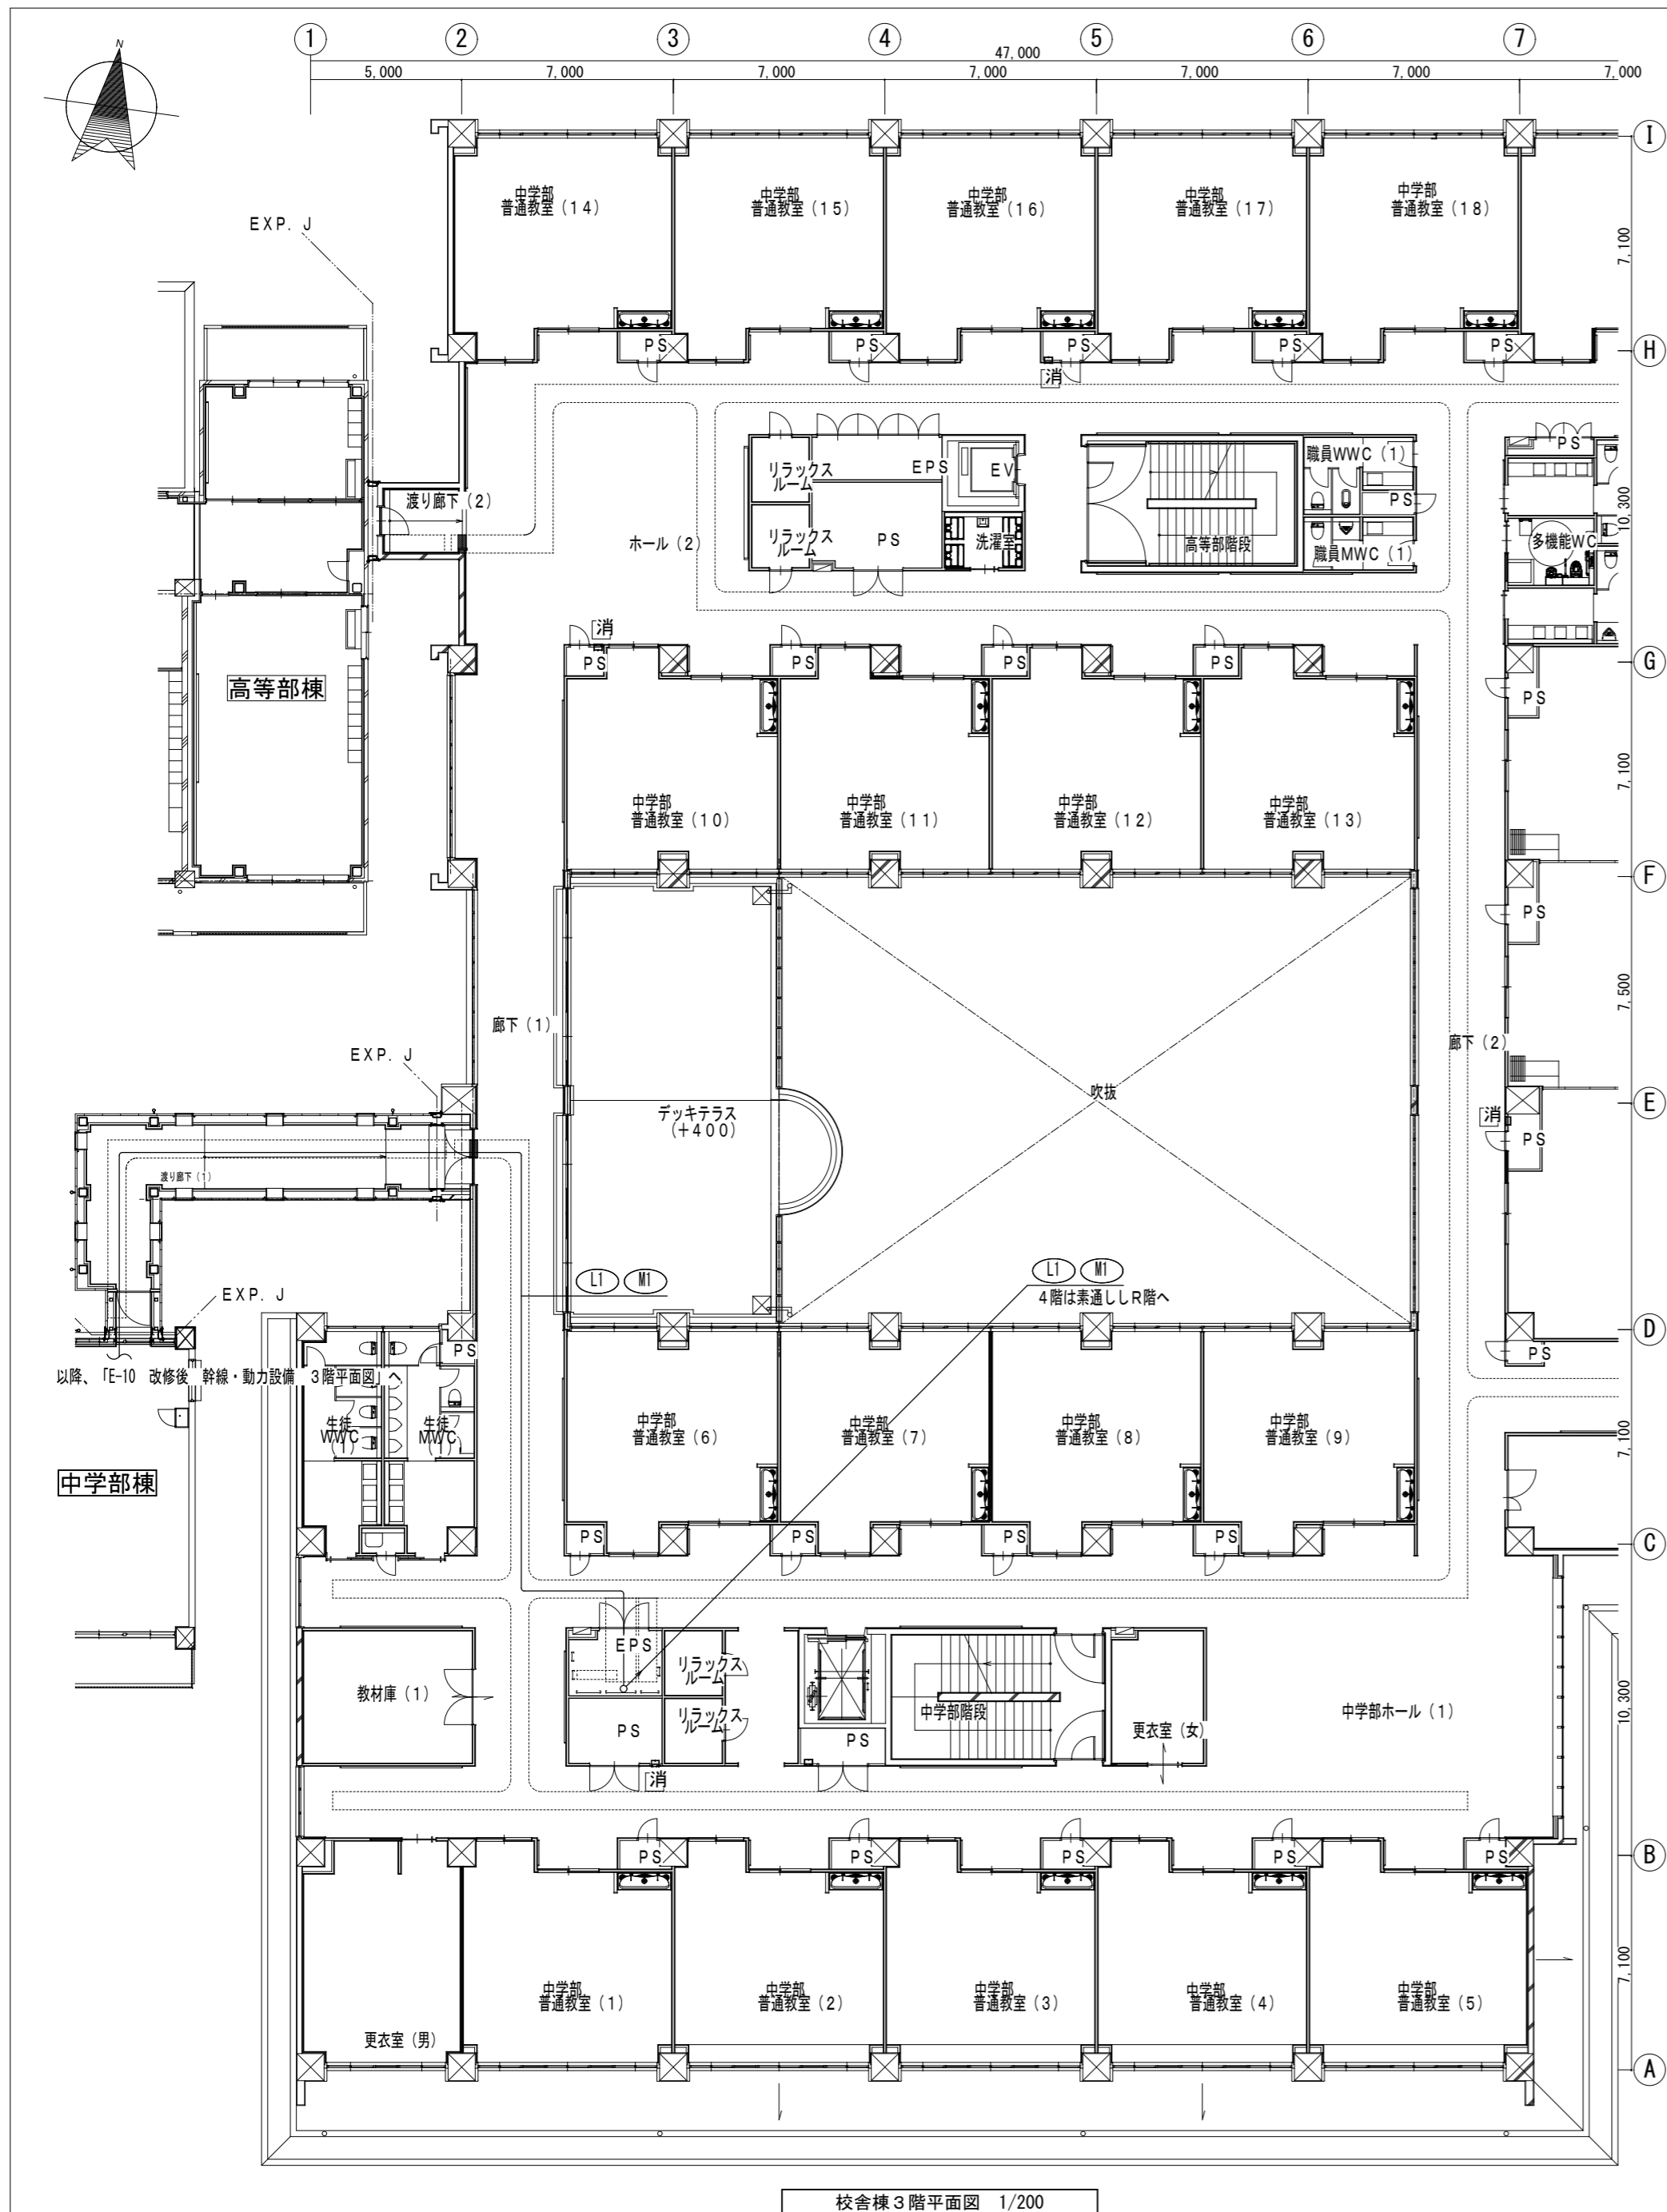 N
1 2 3 4 5 6 7
47,000
5,000 7,000 7,000 7,000 7,000 7,000 7,000
I
中学部
普通教室（14）
中学部
普通教室（15）
中学部
普通教室（16）
中学部
普通教室（17）
中学部
普通教室（18）
EXP. J
7,100
PS PS PS PS PS
H
消
リラックス
ルーム
EPS
EV
職員WWC（1）
PS
PS
渡り廊下（2）
ホール（2）
リラックス
ルーム
PS
洗濯室
高等部階段
職員MWC（1）
多機能WC
10,300
消
PS PS PS PS
G
高等部棟
PS
7,100
中学部
普通教室（10）
中学部
普通教室（11）
中学部
普通教室（12）
中学部
普通教室（13）
F
PS
7,500
廊下（1）
廊下（2）
EXP. J
吹抜
デッキテラス
（＋400）
消
E
PS
渡り廊下（1）
L1 M1
L1 M1
4階は素通ししR階へ
EXP. J
D
PS
PS
以降、「E-10 改修後 幹線・動力設備 3階平面図」へ
生徒
WWC
（1）
生徒
MWC
（1）
中学部
普通教室（6）
中学部
普通教室（7）
中学部
普通教室（8）
中学部
普通教室（9）
7,100
中学部棟
PS PS PS PS
C
EPS
リラックス
ルーム
教材庫（1）
PS
リラックス
ルーム
PS
中学部階段
更衣室（女）
中学部ホール（1）
10,300
消
PS PS PS PS PS
B
中学部
普通教室（1）
中学部
普通教室（2）
中学部
普通教室（3）
中学部
普通教室（4）
中学部
普通教室（5）
7,100
更衣室（男）
A
校舎棟3階平面図 1/200